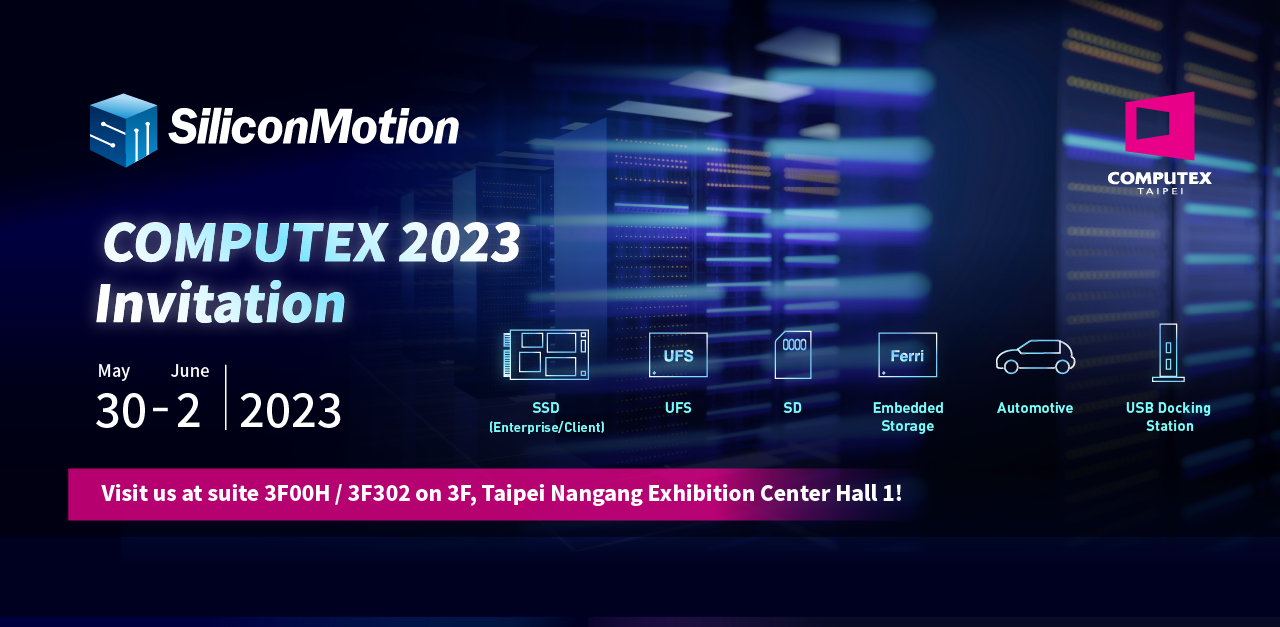 SiliconMotion
COMPUTEX
TAIPEI
COMPUTEX 2023
Invitation
May June
30-2 2023
UFS
Ferri
SSD
(Enterprise/Client)
UFS
SD
Embedded
Storage
Automotive
USB Docking
Station
Visit us at suite 3F00H / 3F302 on 3F, Taipei Nangang Exhibition Center Hall 1!